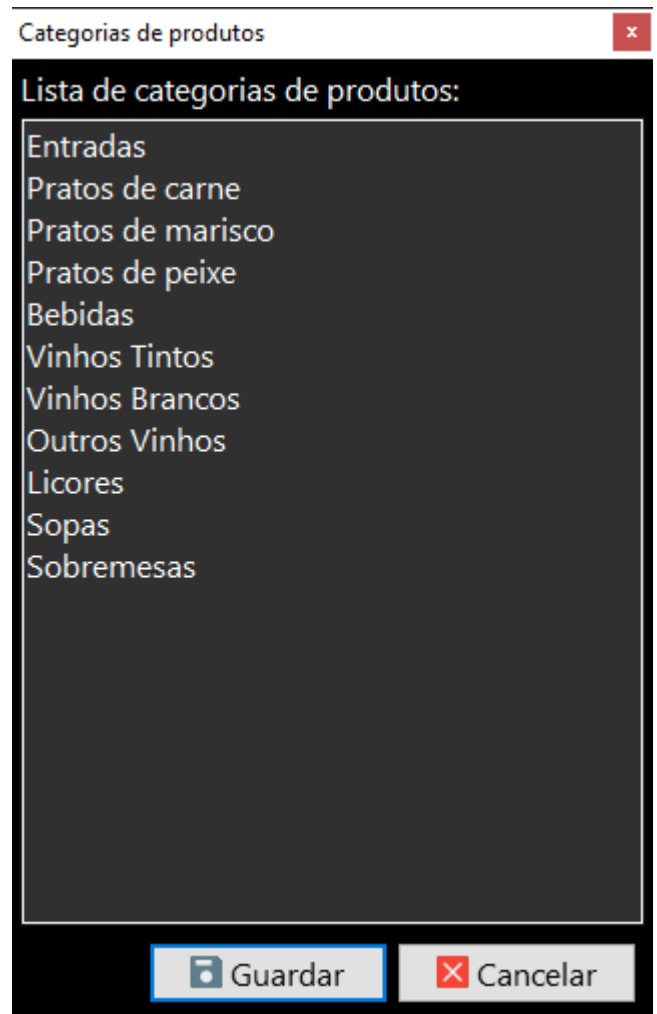 Categorias de produtos
x
Lista de categorias de produtos:
Entradas
Pratos de carne
Pratos de marisco
Pratos de peixe
Bebidas
Vinhos Tintos
Vinhos Brancos
Outros Vinhos
Licores
Sopas
Sobremesas
Guardar
Cancelar